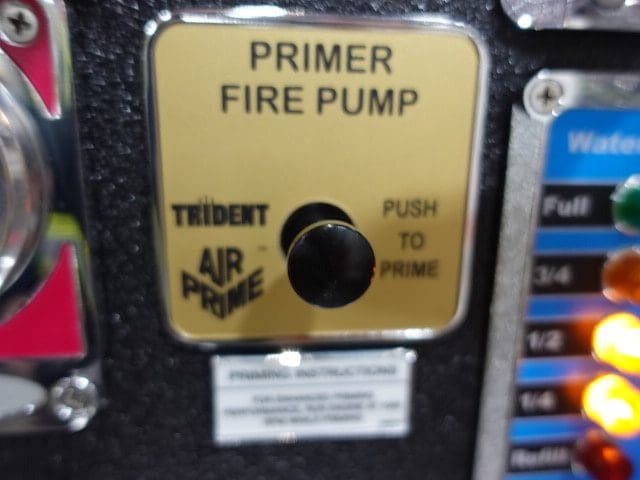 PRIMER
FIRE PUMP
TRIDENT
AIR
PRIME
PUSH
TO
PRIME
PRIMING INSTRUCTIONS
Water
Full
3/4
1/2
1/4
Refill